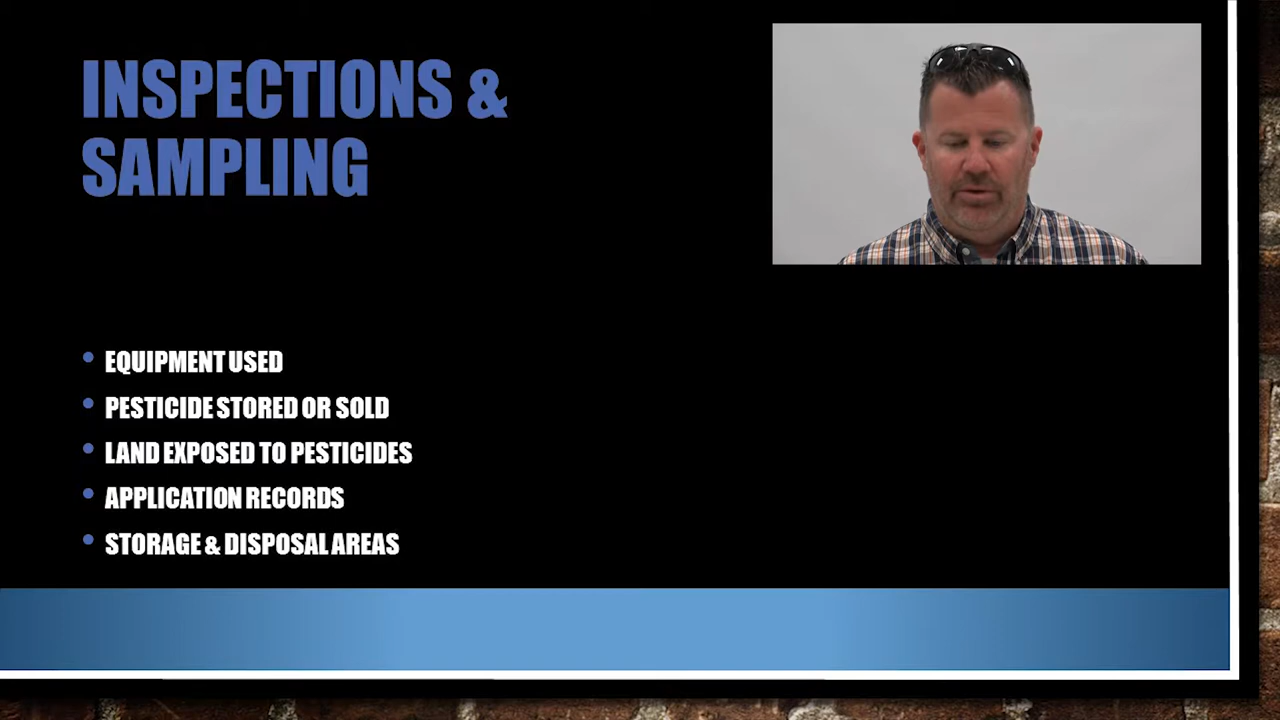 INSPECTIONS &
SAMPLING
• EQUIPMENT USED
• PESTICIDE STORED OR SOLD
• LAND EXPOSED TO PESTICIDES
• APPLICATION RECORDS
• STORAGE & DISPOSAL AREAS